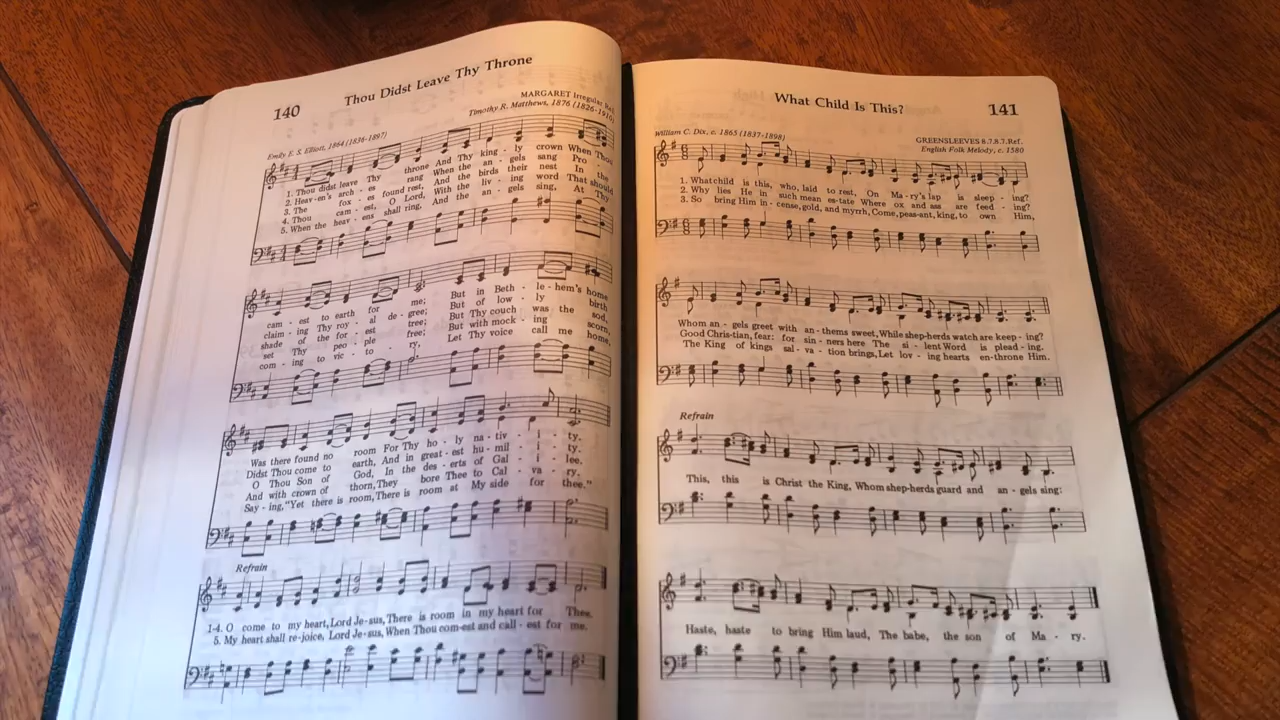 140
Thou Didst Leave Thy Throne
MARGARET Irregular Ref.
Emily E. S. Elliott, 1864 (1836-1897)
Timothy R. Matthews, 1876 (1826-1910)
1. Thou didst leave Thy throne And Thy king - ly crown When Thou
2. Heav-en's arch - es rang When the an - gels sang Pro - the
3. The fox - es found rest, And the birds their nest In the
4. Thou cam - est, O Lord, With the liv - ing word That should
5. When the heav - ens shall ring, And the an - gels sing, At Thy
cam - est to earth for me; But in Beth - le - hem's home
claim - ing Thy roy - al de - gree; But of low - ly birth
shade of the for - est tree; But Thy couch was the sod,
set Thy peo - ple free; But with mock - ing scorn,
com - ing to vic - to - ry, Let Thy voice call me home,
Was there found no room For Thy ho - ly na - tiv - i - ty.
Didst Thou come to earth, And in great - est hu - mil - i - ty.
O Thou Son of God, In the des - erts of Gal - i - lee.
And with crown of thorn, They bore Thee to Cal - va - ry.
Say - ing, "Yet there is room, There is room at My side for thee."
Refrain
1-4. O come to my heart, Lord Je - sus, There is room in my heart for Thee.
5. My heart shall re-joice, Lord Je - sus, When Thou com-est and call - est for me.
What Child Is This?
141
William C. Dix, c. 1865 (1837-1898)
GREENSLEEVES 8.7.8.7.Ref.
English Folk Melody, c. 1580
1. What child is this, who, laid to rest, On Ma - ry's lap is sleep - ing?
2. Why lies He in such mean es-tate Where ox and ass are feed - ing?
3. So bring Him in - cense, gold, and myrrh, Come, peas-ant, king, to own Him,
Whom an - gels greet with an - thems sweet, While shep-herds watch are keep - ing?
Good Chris-tian, fear: for sin - ners here The si - lent Word is plead - ing.
The King of kings sal - va - tion brings, Let lov - ing hearts en-throne Him.
Refrain
This, this is Christ the King, Whom shep-herds guard and an - gels sing:
Haste, haste to bring Him laud, The babe, the son of Ma - ry.